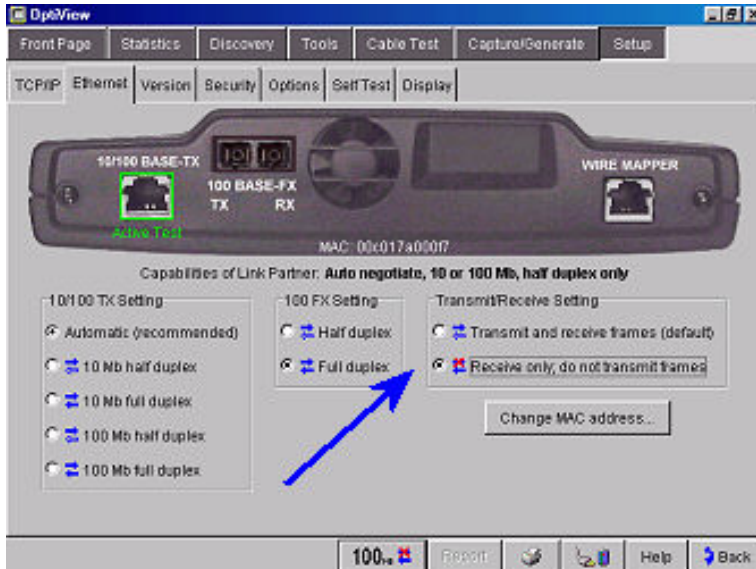 OptiView
Front Page Statistics Discovery Tools Cable Test Capture/Generate Setup
TCP/IP Ethernet Version Security Options Self Test Display
10/100 BASE-TX
100 BASE-FX
TX RX
WIRE MAPPER
Active Test
MAC: 00c017a000f7
Capabilities of Link Partner: Auto negotiate, 10 or 100 Mb, half duplex only
10/100 TX Setting
Automatic (recommended)
10 Mb half duplex
10 Mb full duplex
100 Mb half duplex
100 Mb full duplex
100 FX Setting
Half duplex
Full duplex
Transmit/Receive Setting
Transmit and receive frames (default)
Receive only, do not transmit frames
Change MAC address...
100 Report Help Back